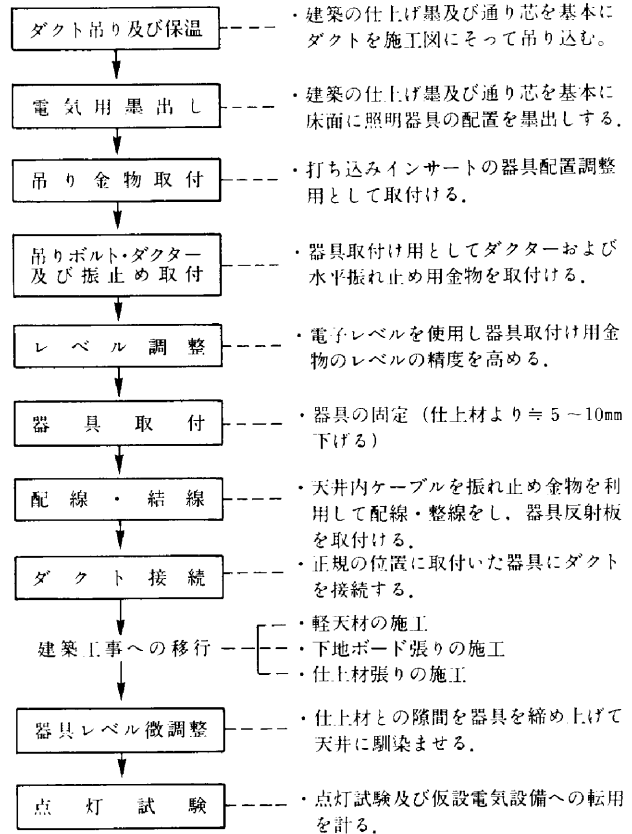 ダクト吊り及び保温
・建築の仕上げ墨及び通り芯を基本に
ダクトを施工図にそって吊り込む。
電気用墨出し
・建築の仕上げ墨及び通り芯を基本に
床面に照明器具の配置を墨出しする.
吊り金物取付
・打ち込みインサートの器具配置調整
用として取付ける.
吊りボルト・ダクター
及び振止め取付
・器具取付け用としてダクターおよび
水平振れ止め用金物を取付ける.
レベル調整
・電子レベルを使用し器具取付け用金
物のレベルの精度を高める.
器具取付
・器具の固定（仕上材より≒5～10mm
下げる）
配線・結線
・天井内ケーブルを振れ止め金物を利
用して配線・整線をし，器具反射板
を取付ける.
ダクト接続
・正規の位置に取付いた器具にダクト
を接続する.
建築工事への移行
・軽天材の施工
・下地ボード張りの施工
・仕上材張りの施工
器具レベル微調整
・仕上材との隙間を器具を締め上げて
天井に馴染ませる.
点灯試験
・点灯試験及び仮設電気設備への転用
を計る.